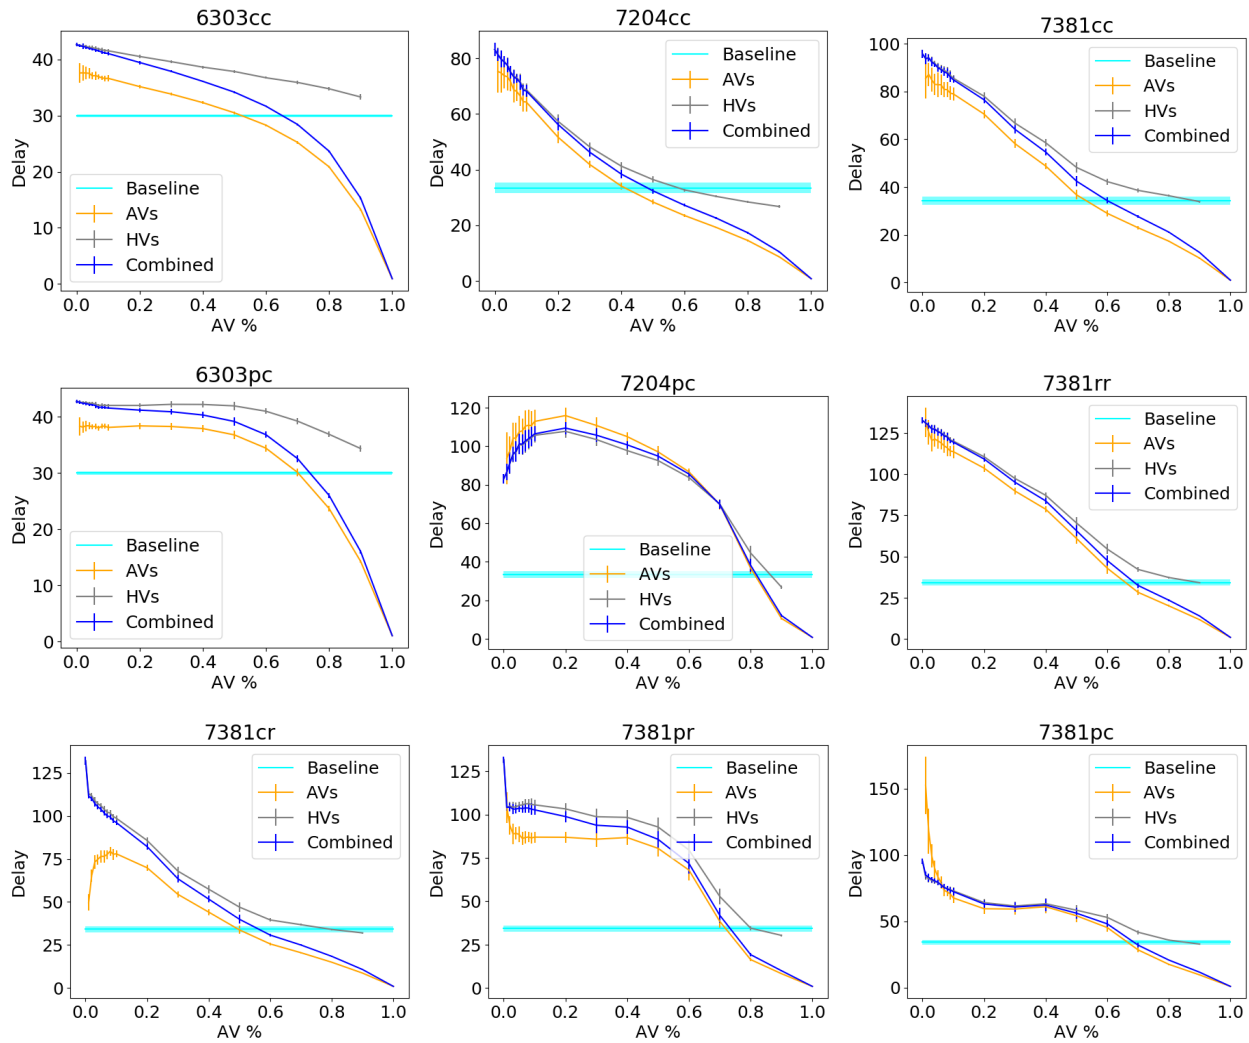 6303cc
40
30
20
10
0
Delay
Baseline
AVs
HVs
Combined
0.0 0.2 0.4 0.6 0.8 1.0
AV %
7204cc
80
60
40
20
0
Delay
Baseline
AVs
HVs
Combined
0.0 0.2 0.4 0.6 0.8 1.0
AV %
7381cc
100
80
60
40
20
0
Delay
Baseline
AVs
HVs
Combined
0.0 0.2 0.4 0.6 0.8 1.0
AV %
6303pc
40
30
20
10
0
Delay
Baseline
AVs
HVs
Combined
0.0 0.2 0.4 0.6 0.8 1.0
AV %
7204pc
120
100
80
60
40
20
0
Delay
Baseline
AVs
HVs
Combined
0.0 0.2 0.4 0.6 0.8 1.0
AV %
7381rr
125
100
75
50
25
0
Delay
Baseline
AVs
HVs
Combined
0.0 0.2 0.4 0.6 0.8 1.0
AV %
7381cr
125
100
75
50
25
0
Delay
Baseline
AVs
HVs
Combined
0.0 0.2 0.4 0.6 0.8 1.0
AV %
7381pr
125
100
75
50
25
0
Delay
Baseline
AVs
HVs
Combined
0.0 0.2 0.4 0.6 0.8 1.0
AV %
7381pc
150
100
50
0
Delay
Baseline
AVs
HVs
Combined
0.0 0.2 0.4 0.6 0.8 1.0
AV %